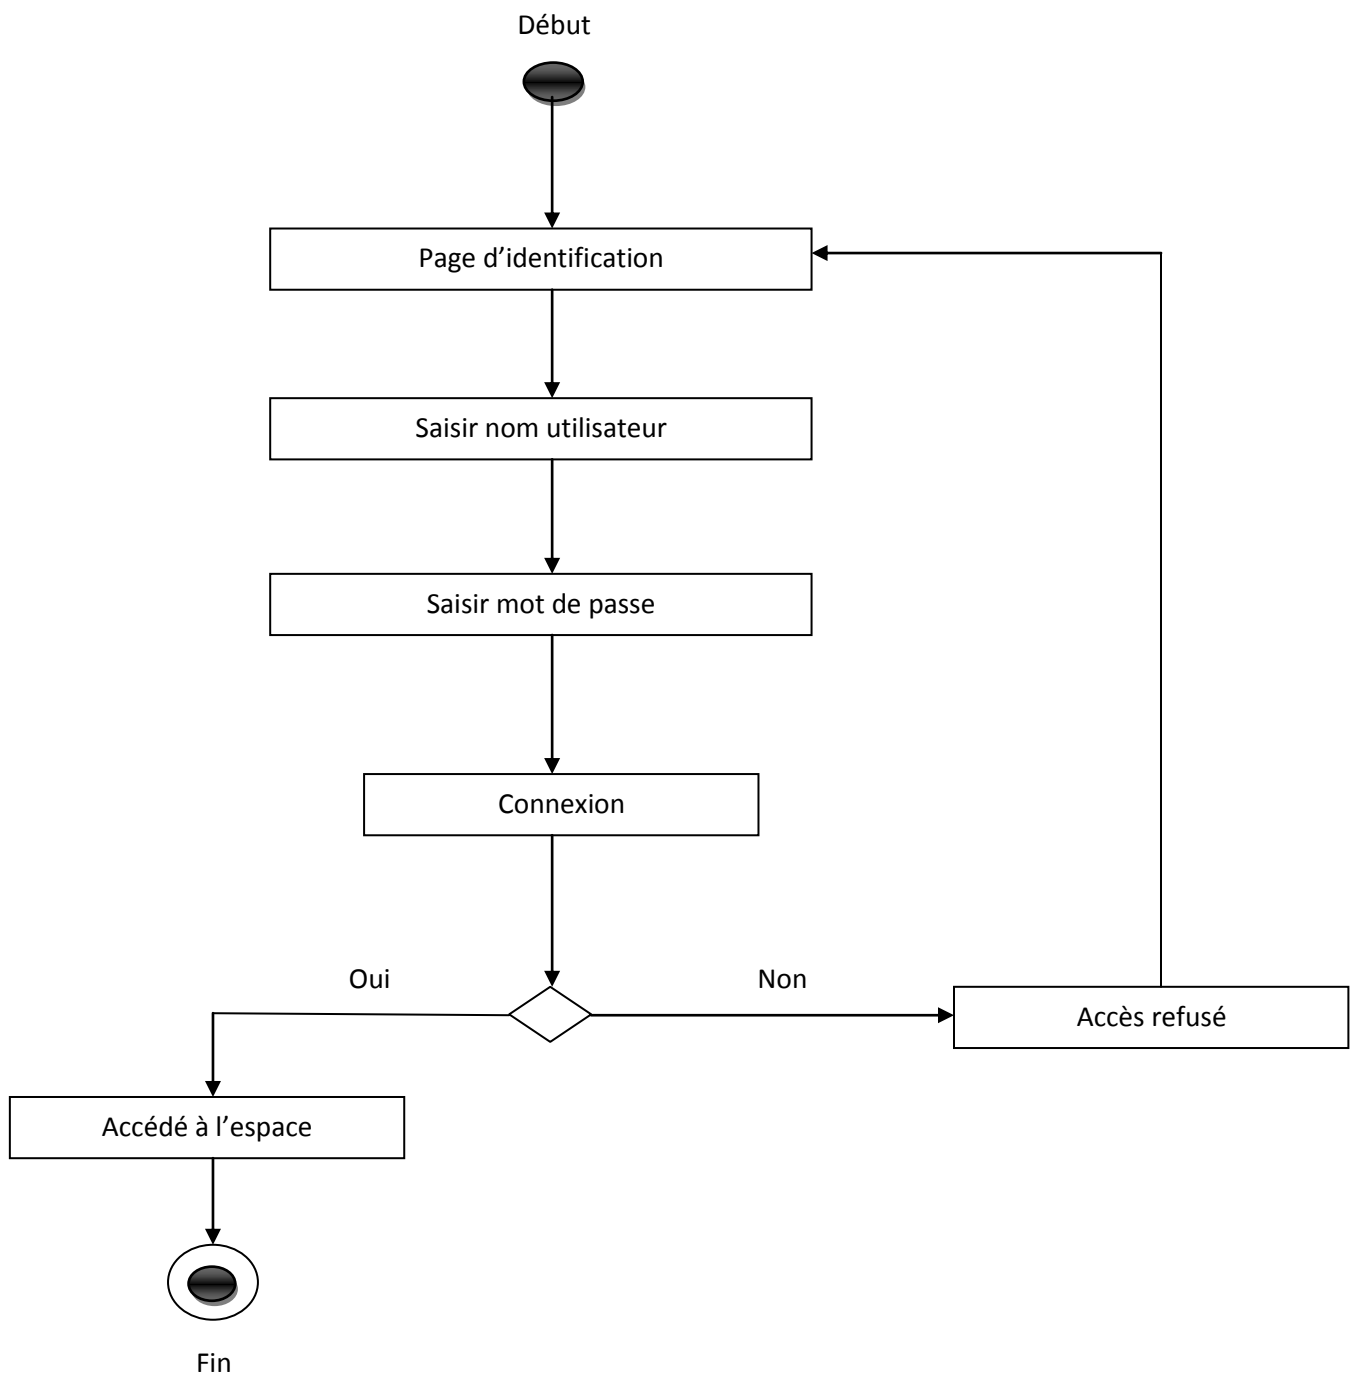 Début
Page d’identification
Saisir nom utilisateur
Saisir mot de passe
Connexion
Oui
Non
Accès refusé
Accédé à l’espace
Fin